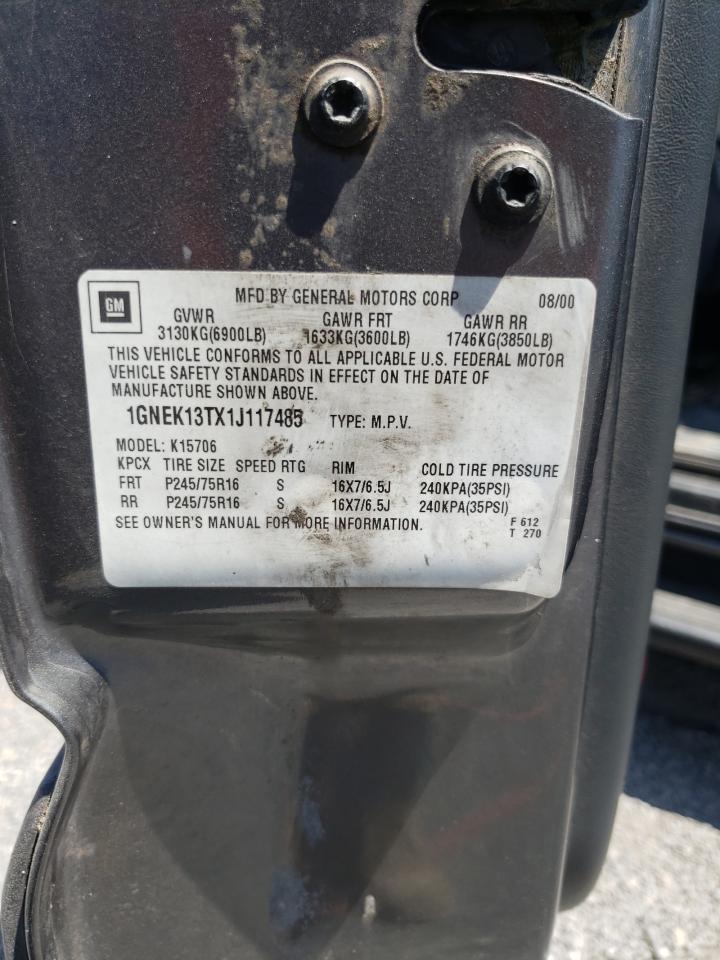 GM
MFD BY GENERAL MOTORS CORP 08/00
GVWR GAWR FRT GAWR RR
3130KG(6900LB) 1633KG(3600LB) 1746KG(3850LB)
THIS VEHICLE CONFORMS TO ALL APPLICABLE U.S. FEDERAL MOTOR
VEHICLE SAFETY STANDARDS IN EFFECT ON THE DATE OF
MANUFACTURE SHOWN ABOVE.
1GNEK13TX1J117485 TYPE: M.P.V.
MODEL: K15706
KPCX TIRE SIZE SPEED RTG RIM COLD TIRE PRESSURE
FRT P245/75R16 S 16X7/6.5J 240KPA(35PSI)
RR P245/75R16 S 16X7/6.5J 240KPA(35PSI)
SEE OWNER'S MANUAL FOR MORE INFORMATION. F 612
T 270